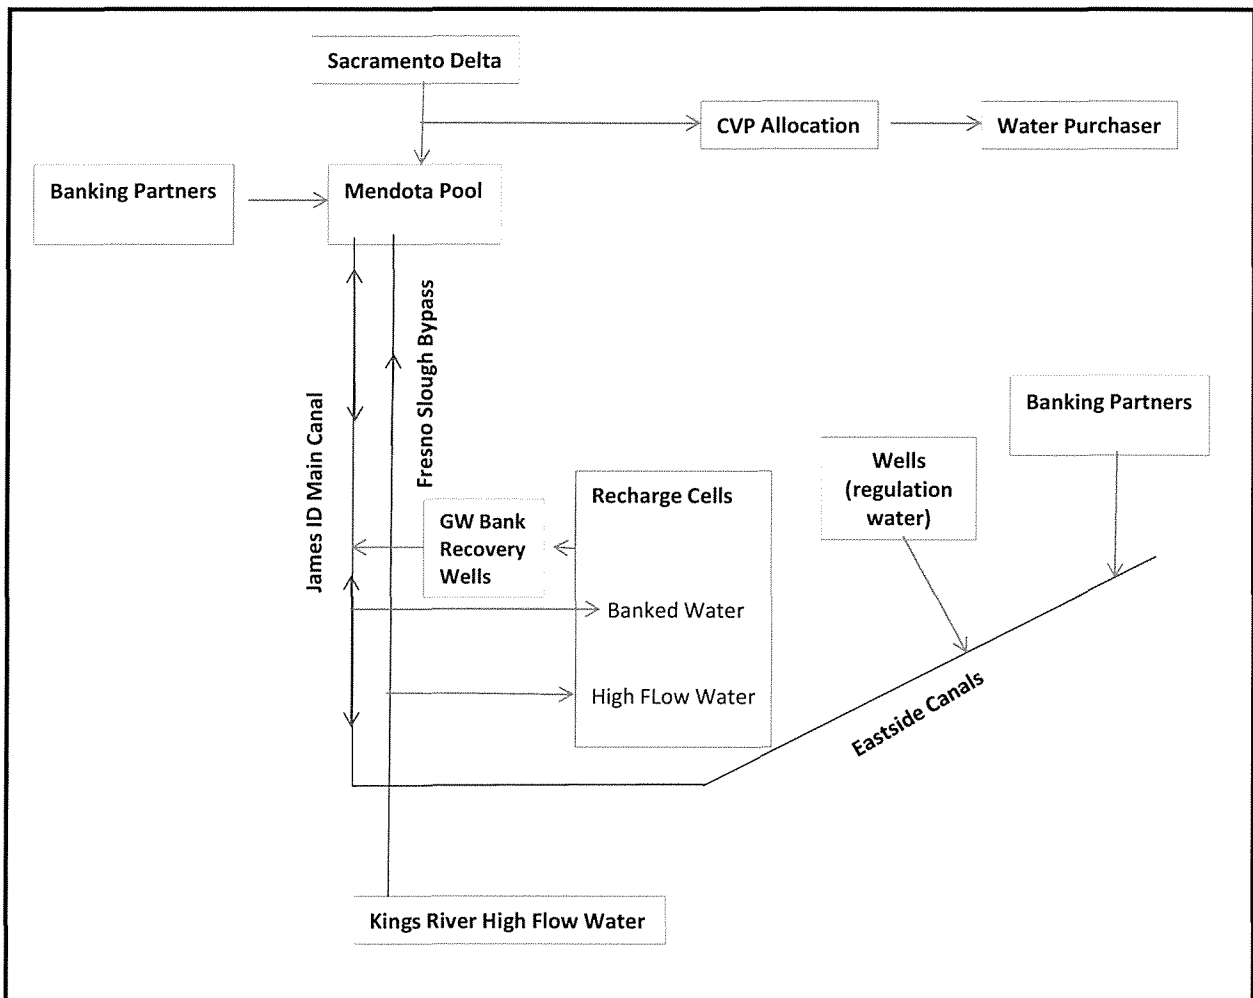 Sacramento Delta
CVP Allocation
Water Purchaser
Banking Partners
Mendota Pool
James ID Main Canal
Fresno Slough Bypass
Banking Partners
Wells
(regulation
water)
Recharge Cells
GW Bank
Recovery
Wells
Banked Water
High FLow Water
Eastside Canals
Kings River High Flow Water